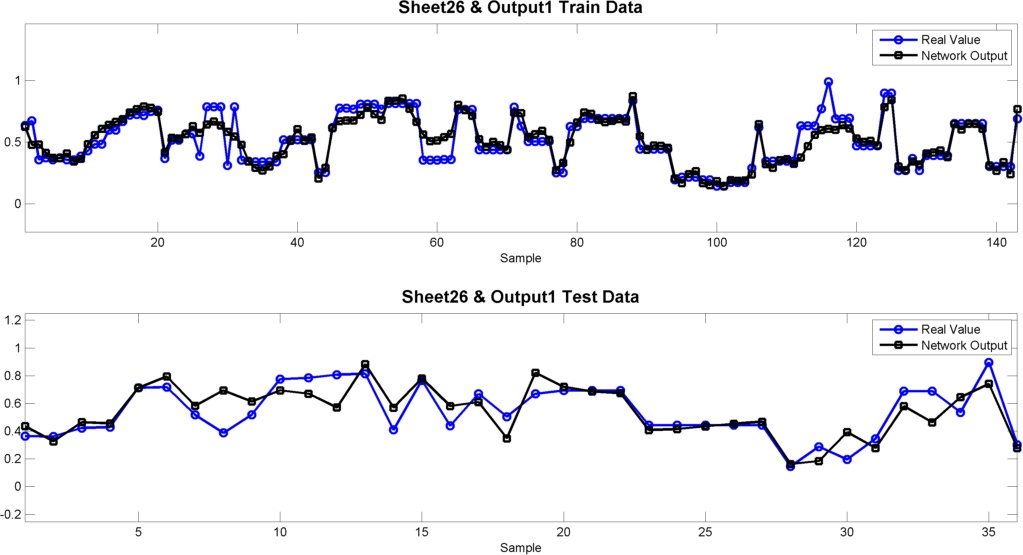 Sheet26 & Output1 Train Data
Real Value
Network Output
1
0.5
0
20 40 60 80 100 120 140
Sample
Sheet26 & Output1 Test Data
Real Value
Network Output
1.2
1
0.8
0.6
0.4
0.2
0
-0.2
5 10 15 20 25 30 35
Sample